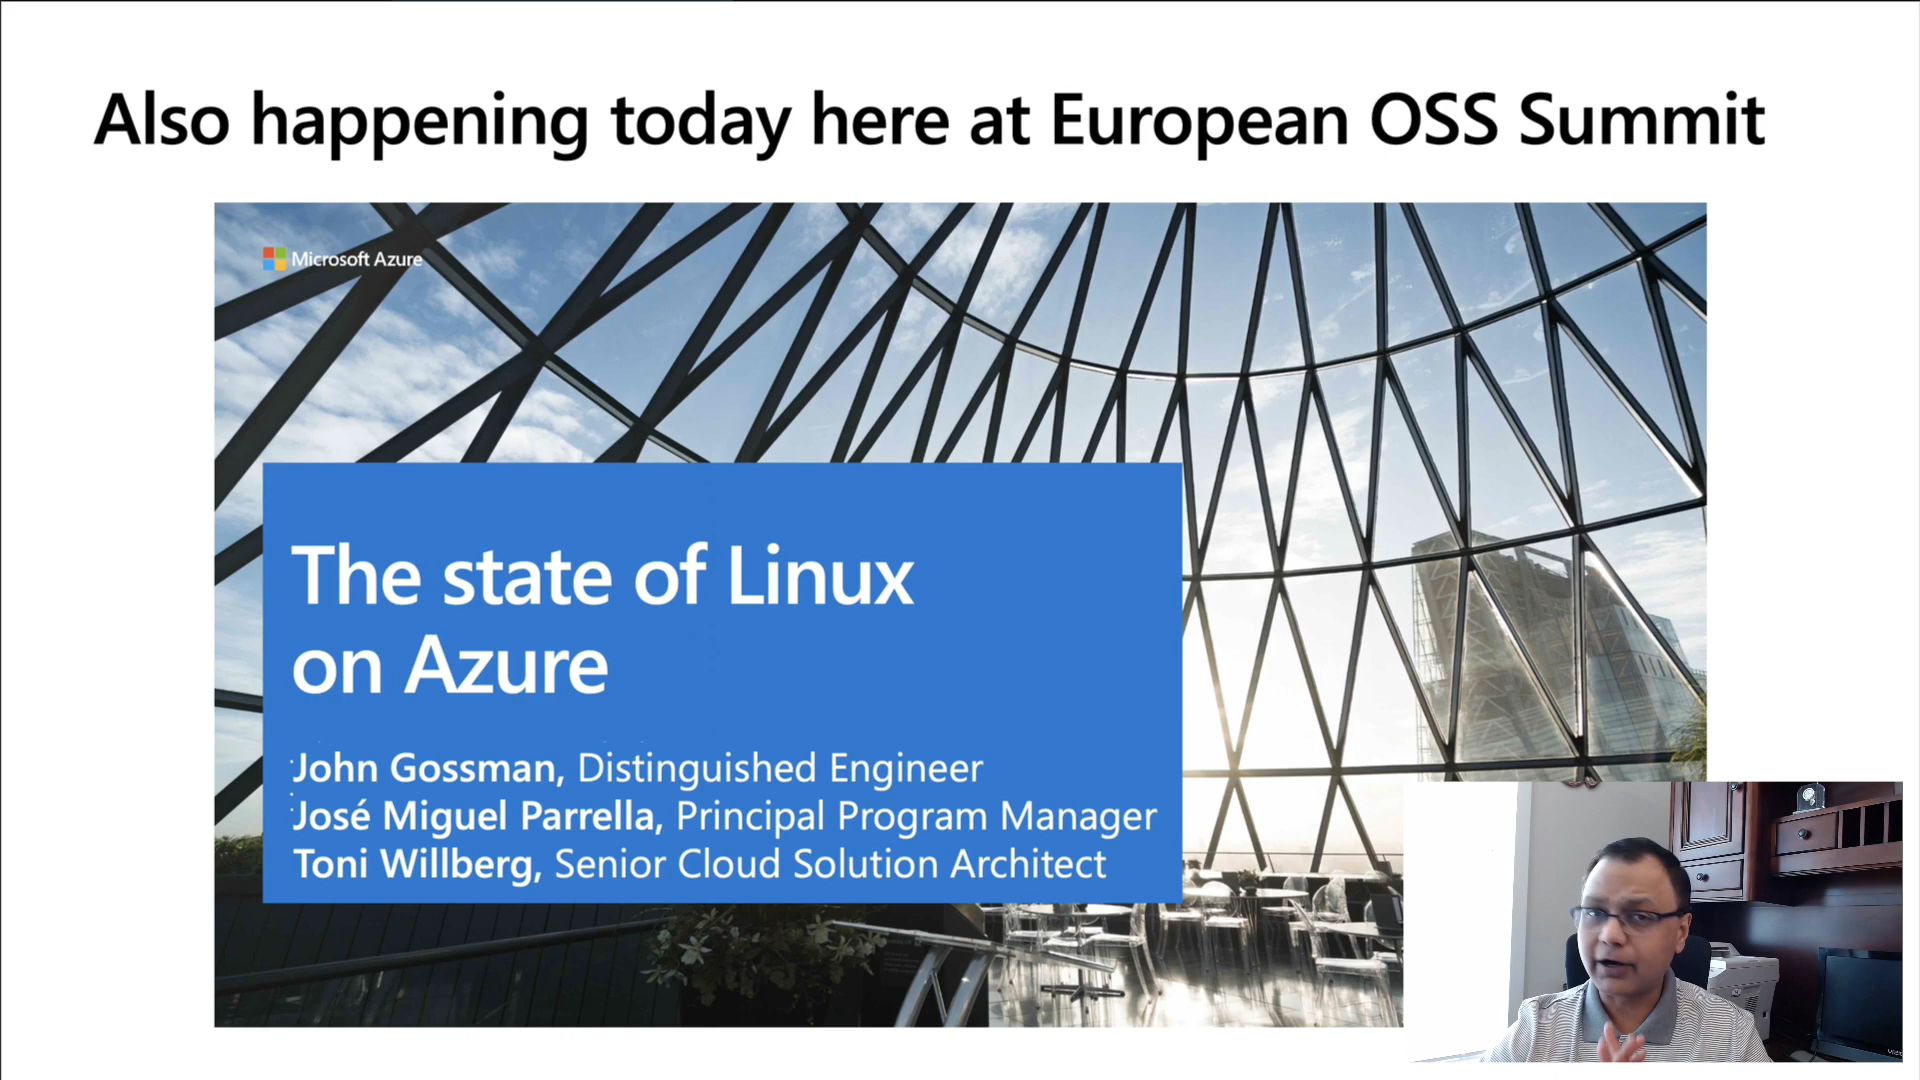 Also happening today here at European OSS Summit
Microsoft Azure
The state of Linux
on Azure
John Gossman, Distinguished Engineer
José Miguel Parrella, Principal Program Manager
Toni Willberg, Senior Cloud Solution Architect